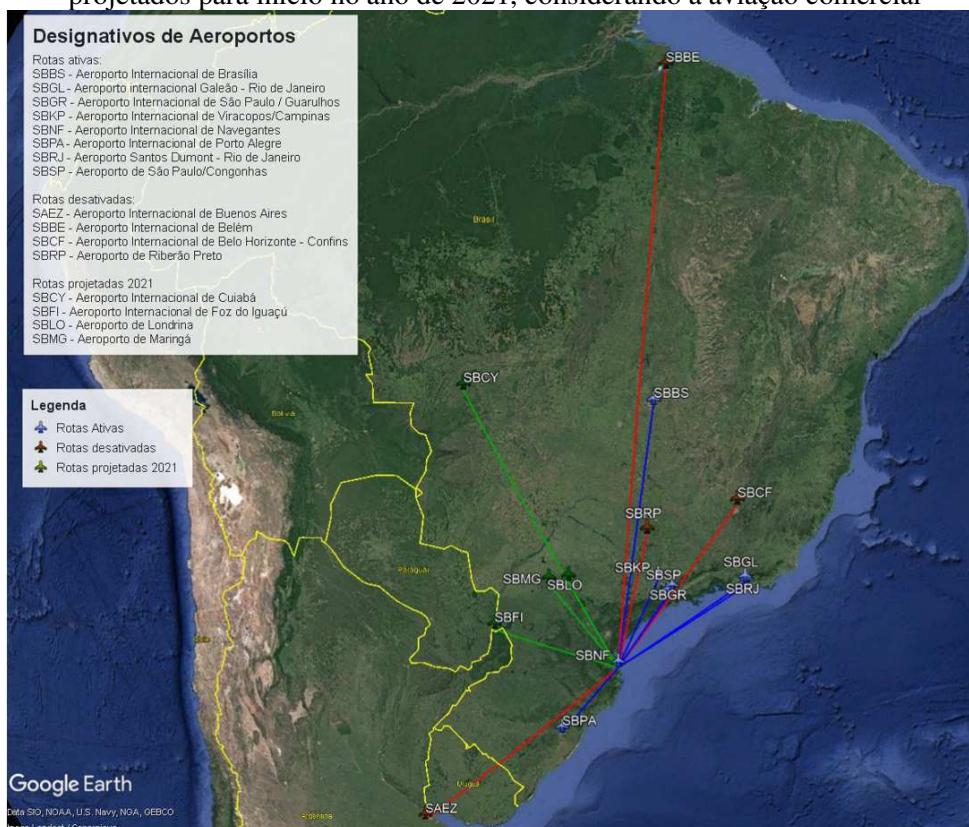 projetados para início no ano de 2021, considerando a aviação comercial
Designativos de Aeroportos
Rotas ativas:
SBBS - Aeroporto Internacional de Brasília
SBGL - Aeroporto internacional Galeão - Rio de Janeiro
SBGR - Aeroporto Internacional de São Paulo / Guarulhos
SBKP - Aeroporto Internacional de Viracopos/Campinas
SBNF - Aeroporto Internacional de Navegantes
SBPA - Aeroporto Internacional de Porto Alegre
SBRJ - Aeroporto Santos Dumont - Rio de Janeiro
SBSP - Aeroporto de São Paulo/Congonhas
Rotas desativadas:
SAEZ - Aeroporto Internacional de Buenos Aires
SBBE - Aeroporto Internacional de Belém
SBCF - Aeroporto Internacional de Belo Horizonte - Confins
SBRP - Aeroporto de Riberão Preto
Rotas projetadas 2021
SBCY - Aeroporto Internacional de Cuiabá
SBFI - Aeroporto Internacional de Foz do Iguaçú
SBLO - Aeroporto de Londrina
SBMG - Aeroporto de Maringá
Legenda
Rotas Ativas
Rotas desativadas
Rotas projetadas 2021
SBBE
Brasil
SBCY
SBBS
Bolívia
SBCF
SBRP
SBKP
SBSP
SBGL
SBGR
SBRJ
Paraguai
SBMG
SBLO
SBFI
SBNF
SBPA
SAEZ
Argentina
Google Earth
Data SIO, NOAA, U.S. Navy, NGA, GEBCO